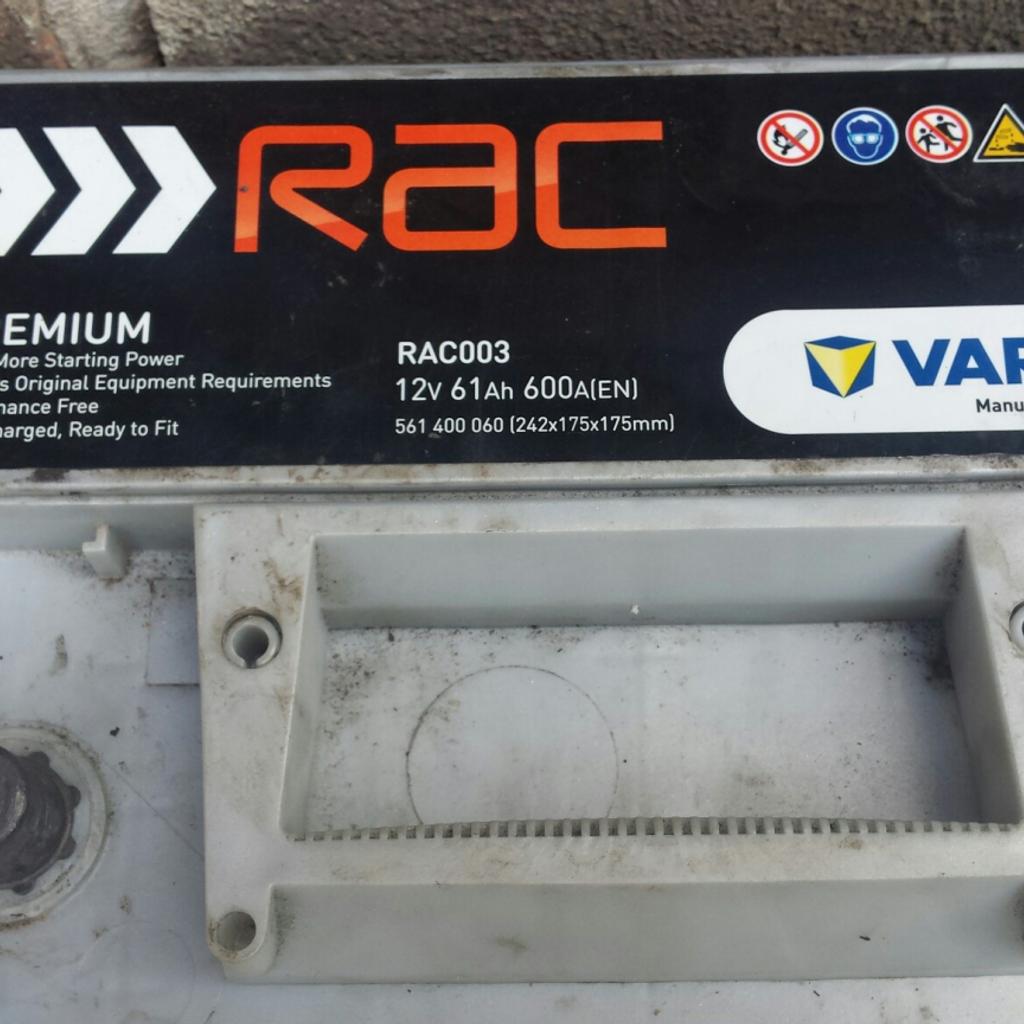 RAC
EMIUM
More Starting Power
s Original Equipment Requirements
nance Free
harged, Ready to Fit
RAC003
12V 61Ah 600A(EN)
561 400 060 (242x175x175mm)
VAR
Manu